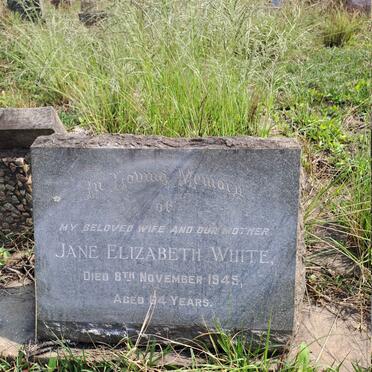 In Loving Memory
of
MY BELOVED WIFE AND OUR MOTHER
JANE ELIZABETH WHITE,
DIED 8TH NOVEMBER 1945,
AGED 64 YEARS.